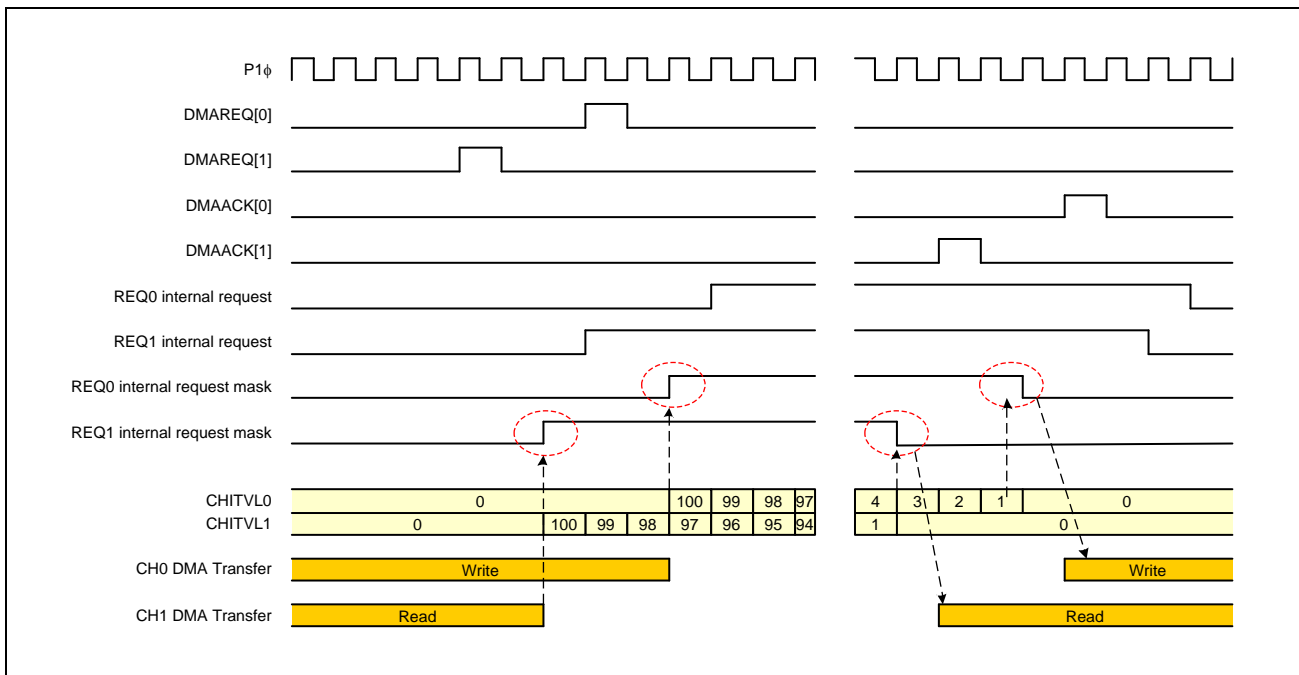 P1ϕ
DMAREQ[0]
DMAREQ[1]
DMAACK[0]
DMAACK[1]
REQ0 internal request
REQ1 internal request
REQ0 internal request mask
REQ1 internal request mask
CHITVL0 0 100 99 98 97 4 3 2 1 0
CHITVL1 0 100 99 98 97 96 95 94 1 0
CH0 DMA Transfer Write Write
CH1 DMA Transfer Read Read